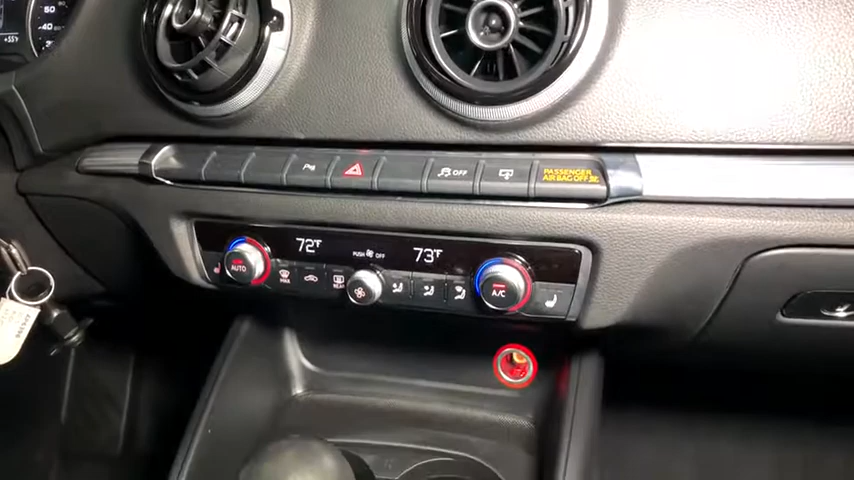 50
OFF
PASSENGER
AIR BAG OFF
72°F
PUSH OFF
73°F
AUTO
MAX
REAR
A/C